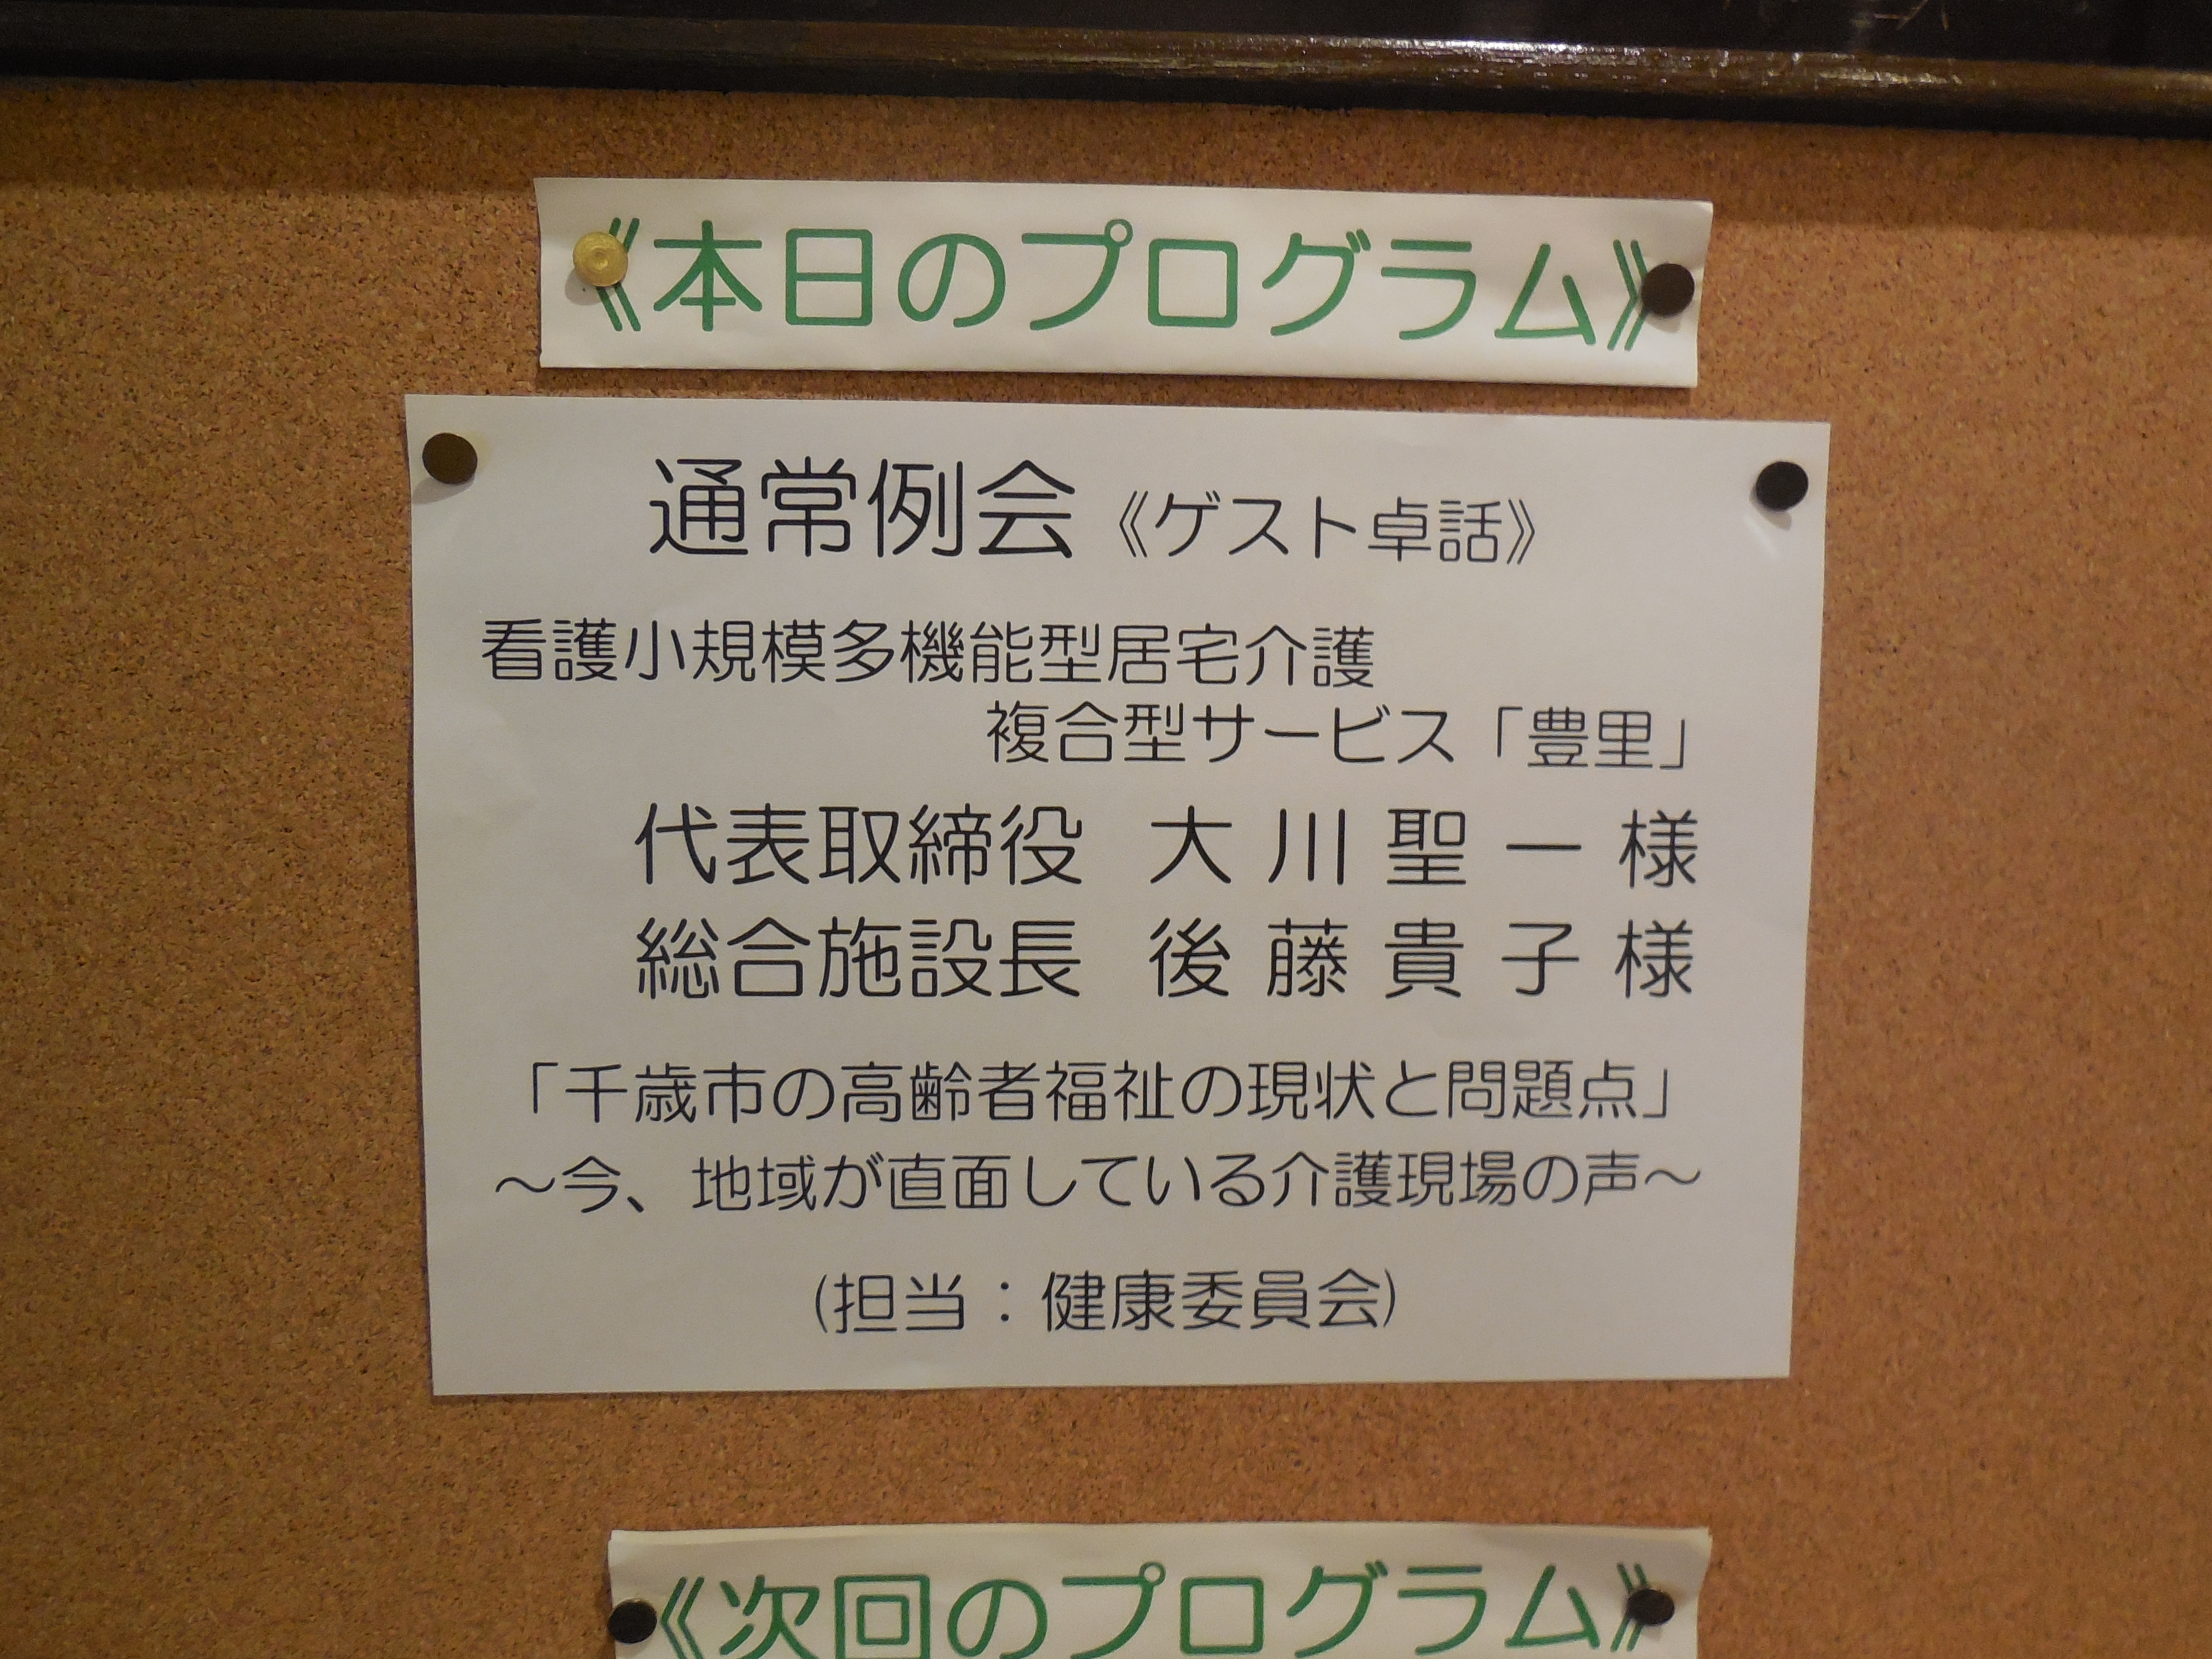 《本日のプログラム》
通常例会《ゲスト卓話》
看護小規模多機能型居宅介護
複合型サービス「豊里」
代表取締役 大川聖一様
総合施設長 後藤貴子様
「千歳市の高齢者福祉の現状と問題点」
～今、地域が直面している介護現場の声～
(担当：健康委員会)
《次回のプログラム》